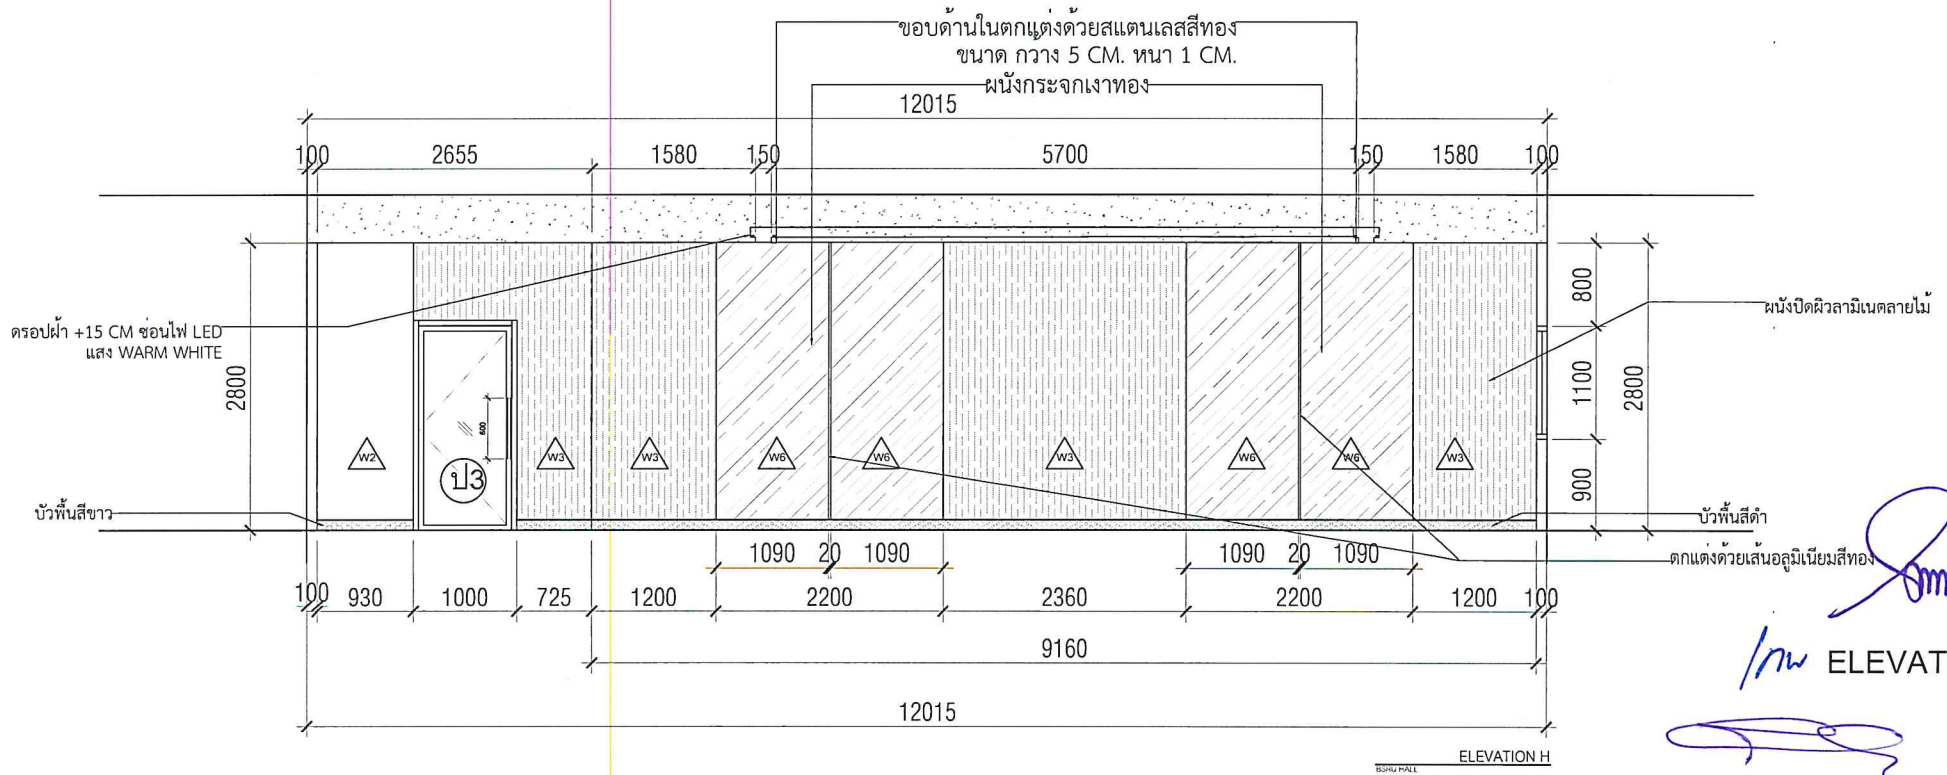 ขอบด้านในตกแต่งด้วยสแตนเลสสีทอง
ขนาด กว้าง 5 CM. หนา 1 CM.
ผนังกระจกเงาทอง
12015
100 2655 1580 150 5700 150 1580 100
ดรอปฝ้า +15 CM ซ่อนไฟ LED
แสง WARM WHITE
2800
800
1100
900
2800
ผนังปิดผิวลามิเนตลายไม้
600
W2 ป3 W3 W3 W6 W6 W3 W6 W6 W3
บัวพื้นสีขาว
บัวพื้นสีดำ
ตกแต่งด้วยเส้นอลูมิเนียมสีทอง
1090 20 1090 1090 20 1090
100 930 1000 725 1200 2200 2360 2200 1200 100
9160
ELEVAT
12015
ELEVATION H
BSRU HALL